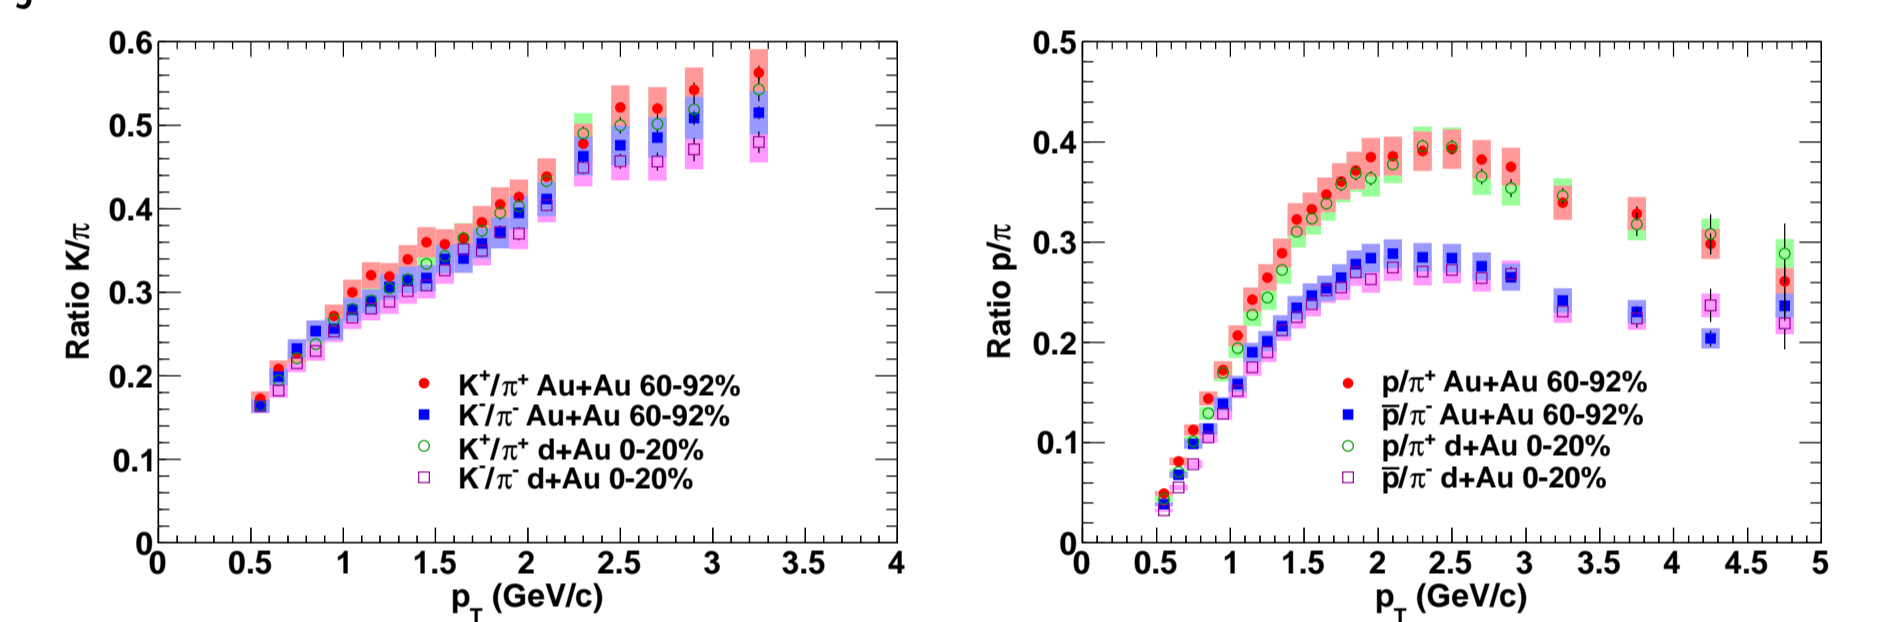 0.6
0.5
0.4
0.3
0.2
0.1
0
Ratio K/π
K⁺/π⁺ Au+Au 60-92%
K⁻/π⁻ Au+Au 60-92%
K⁺/π⁺ d+Au 0-20%
K⁻/π⁻ d+Au 0-20%
0 0.5 1 1.5 2 2.5 3 3.5 4
p_T (GeV/c)
0.5
0.4
0.3
0.2
0.1
0
Ratio p/π
p/π⁺ Au+Au 60-92%
p̅/π⁻ Au+Au 60-92%
p/π⁺ d+Au 0-20%
p̅/π⁻ d+Au 0-20%
0 0.5 1 1.5 2 2.5 3 3.5 4 4.5 5
p_T (GeV/c)